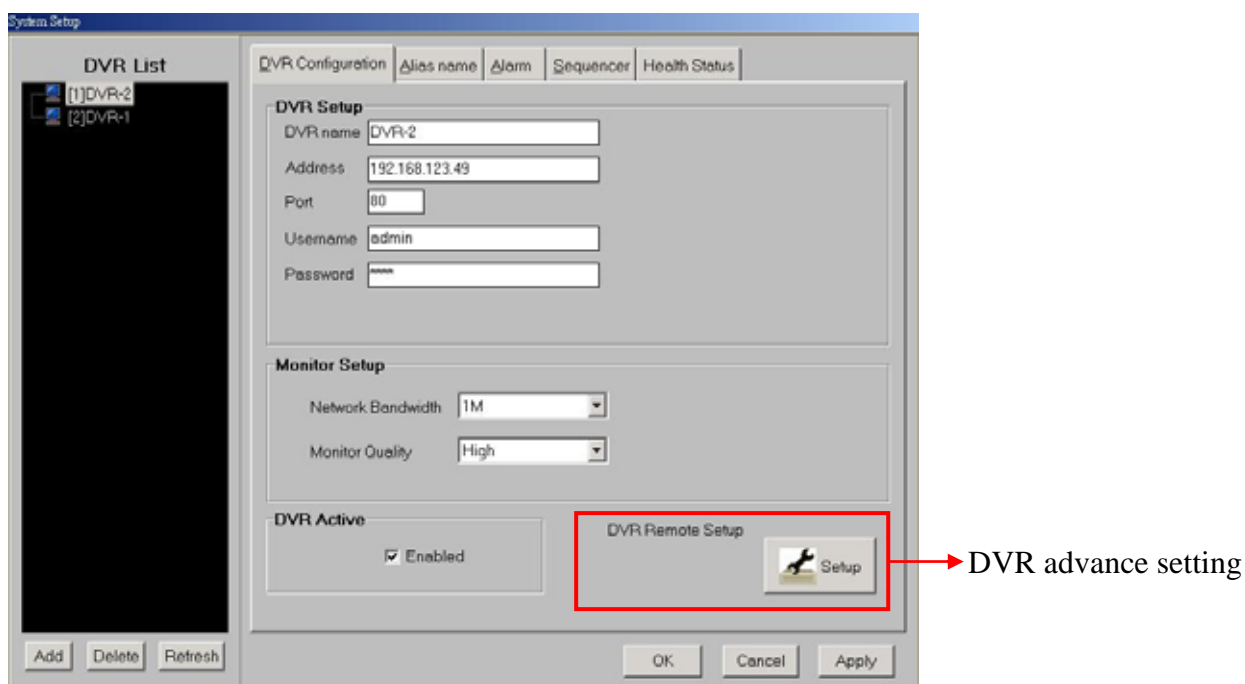 System Setup
DVR List
[1]DVR-2
[2]DVR-1
Add Delete Refresh
DVR Configuration Alias name Alarm Sequencer Health Status
DVR Setup
DVR name DVR-2
Address 192.168.123.49
Port 80
Username admin
Password ****
Monitor Setup
Network Bandwidth 1M
Monitor Quality High
DVR Active
Enabled
DVR Remote Setup
Setup
DVR advance setting
OK Cancel Apply